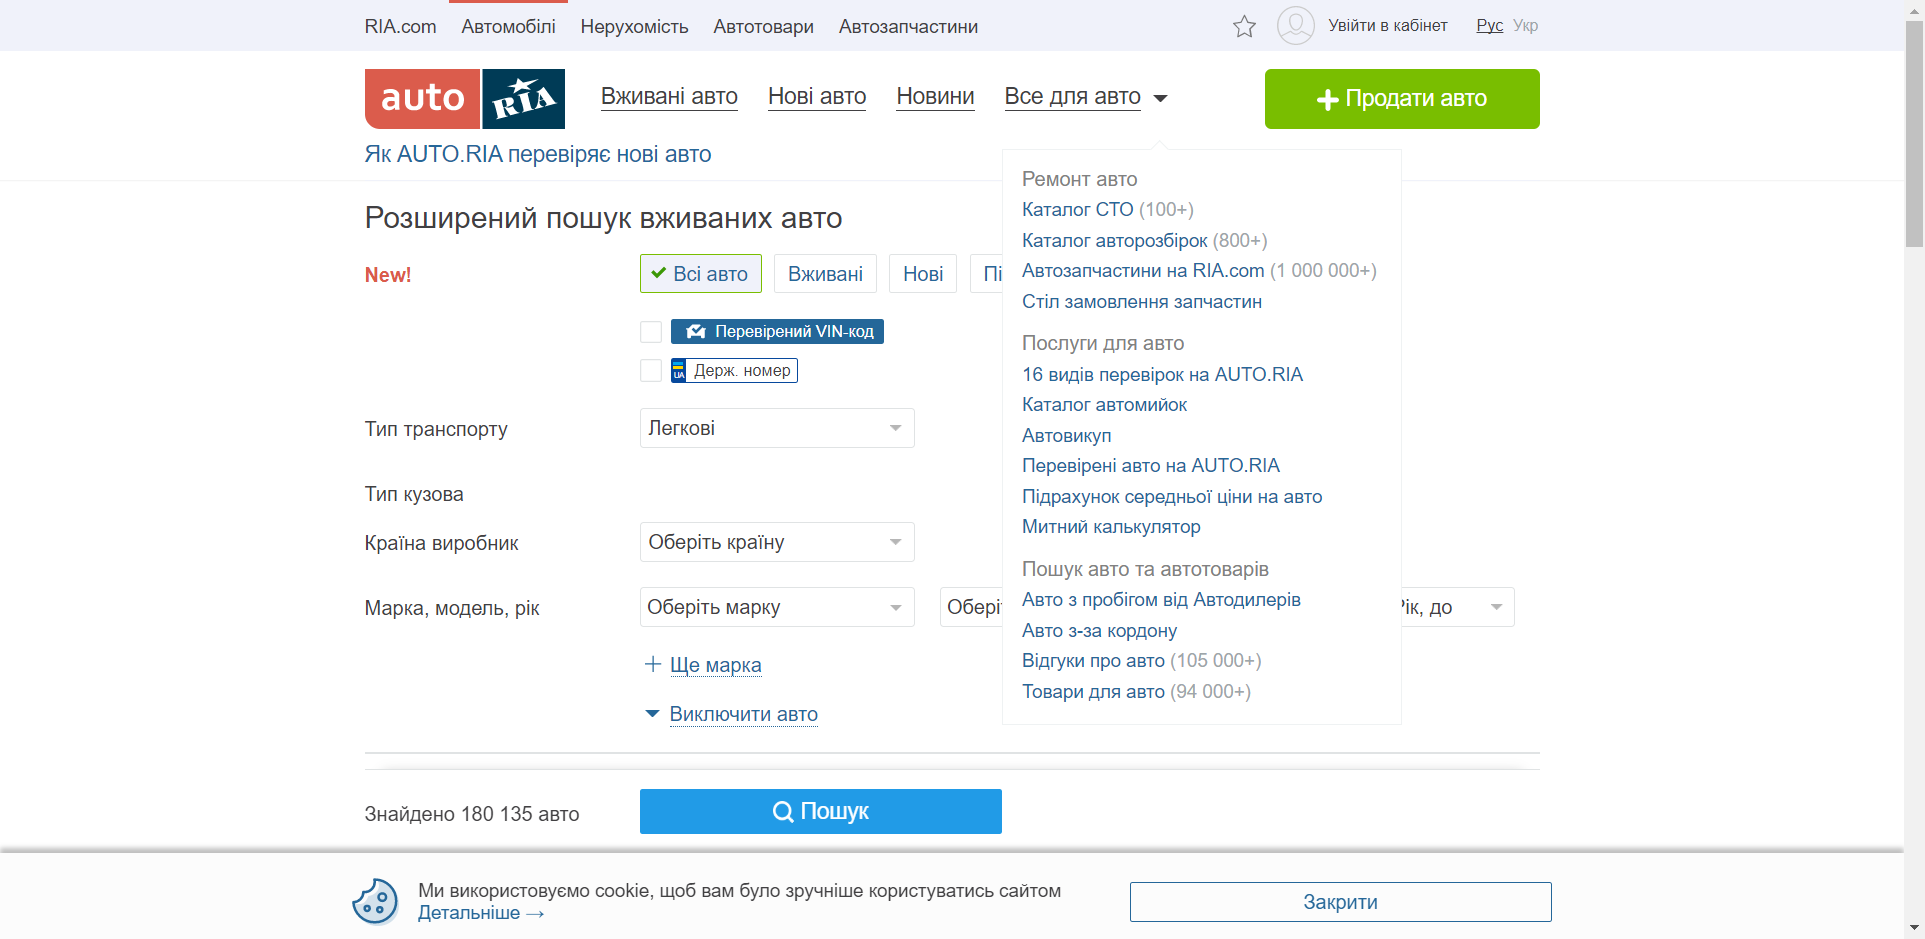 RIA.com Автомобілі Нерухомість Автотовари Автозапчастини Увійти в кабінет Рус Укр
auto RIA Вживані авто Нові авто Новини Все для авто Продати авто
Як AUTO.RIA перевіряє нові авто
Розширений пошук вживаних авто
New! Всі авто Вживані Нові Пі
Перевірений VIN-код
UA Держ. номер
Тип транспорту Легкові
Тип кузова
Країна виробник Оберіть країну
Марка, модель, рік Оберіть марку Обері Рік, до
Ще марка
Виключити авто
Ремонт авто
Каталог СТО (100+)
Каталог авторозбірок (800+)
Автозапчастини на RIA.com (1 000 000+)
Стіл замовлення запчастин
Послуги для авто
16 видів перевірок на AUTO.RIA
Каталог автомийок
Автовикуп
Перевірені авто на AUTO.RIA
Підрахунок середньої ціни на авто
Митний калькулятор
Пошук авто та автотоварів
Авто з пробігом від Автодилерів
Авто з-за кордону
Відгуки про авто (105 000+)
Товари для авто (94 000+)
Знайдено 180 135 авто Пошук
Ми використовуємо cookie, щоб вам було зручніше користуватись сайтом
Детальніше →
Закрити